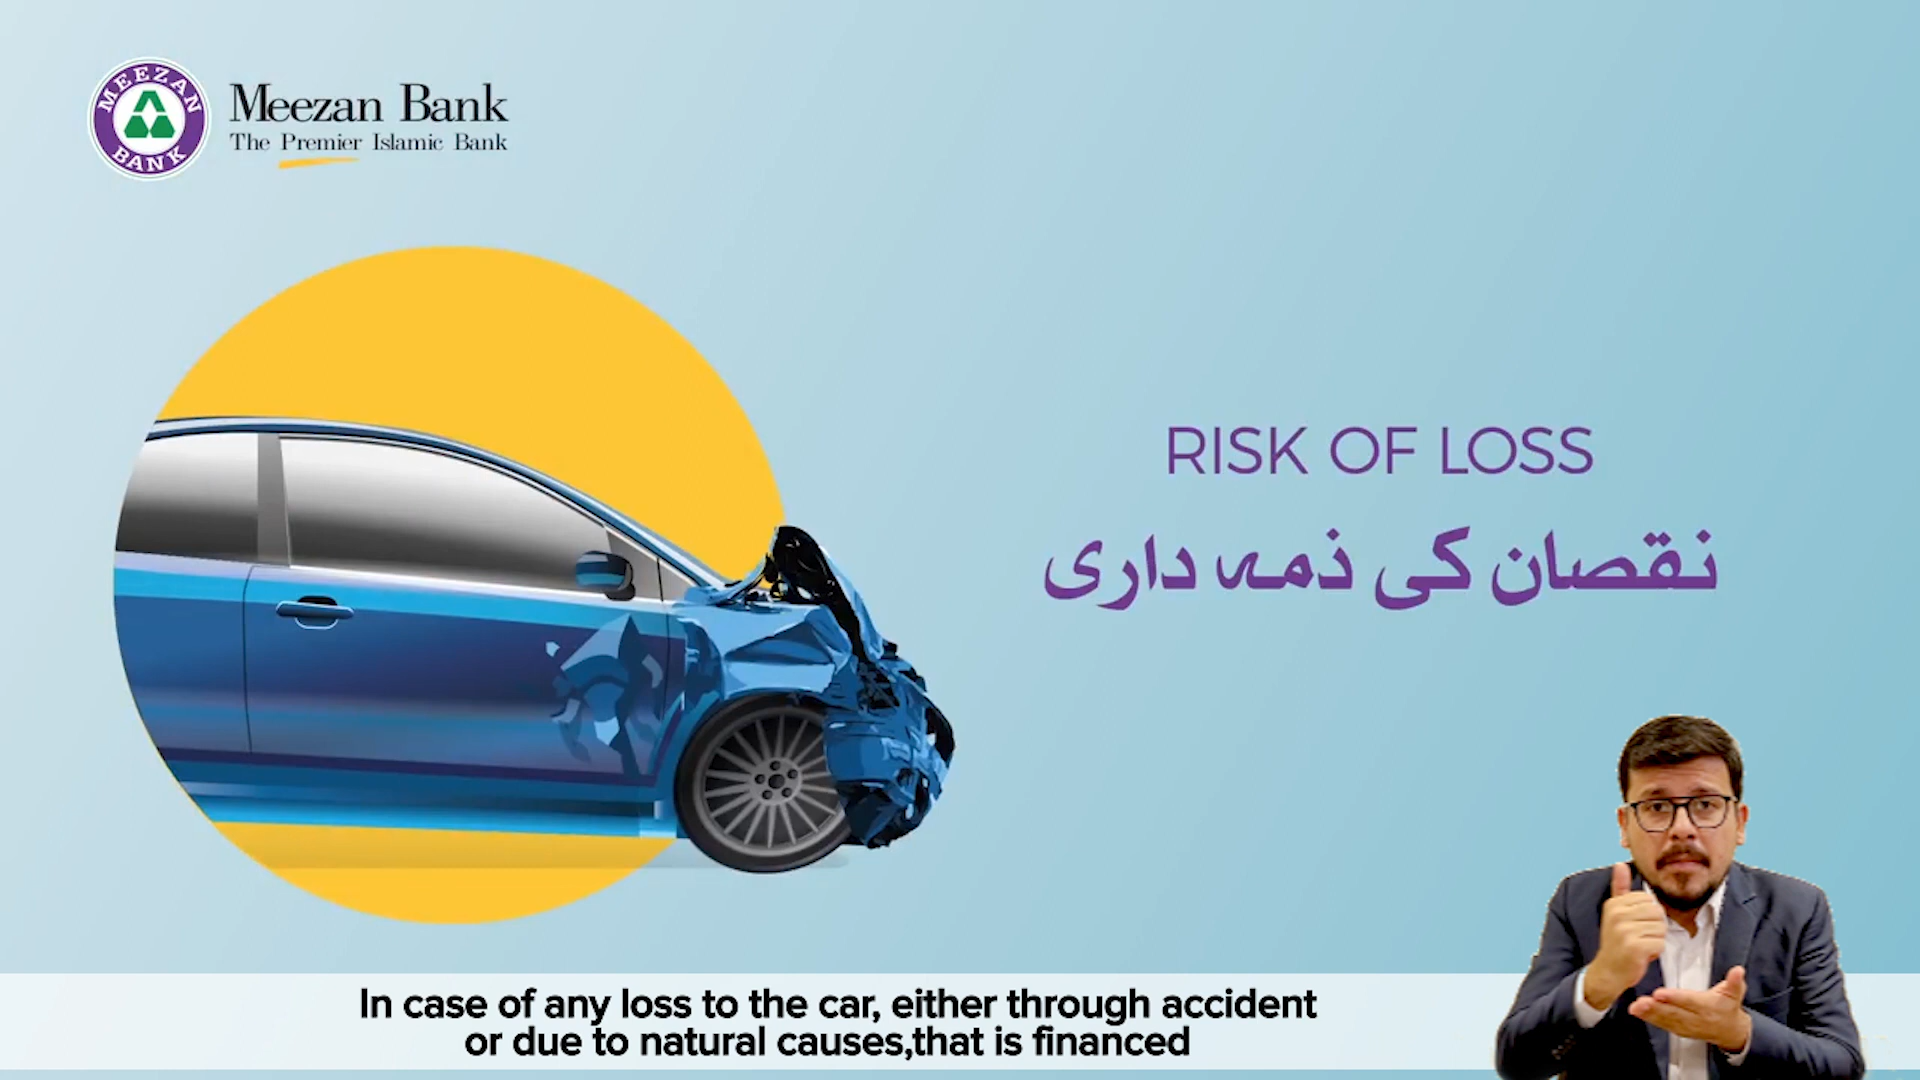 MEEZAN BANK
Meezan Bank
The Premier Islamic Bank
RISK OF LOSS
نقصان کی ذمہ داری
In case of any loss to the car, either through accident
or due to natural causes,that is financed